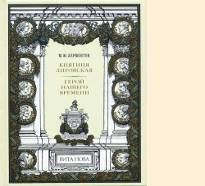 М. Ю. ЛЕРМОНТОВ
КНЯГИНЯ
ЛИГОВСКАЯ
ГЕРОЙ
НАШЕГО
ВРЕМЕНИ
ВИТА НОВА